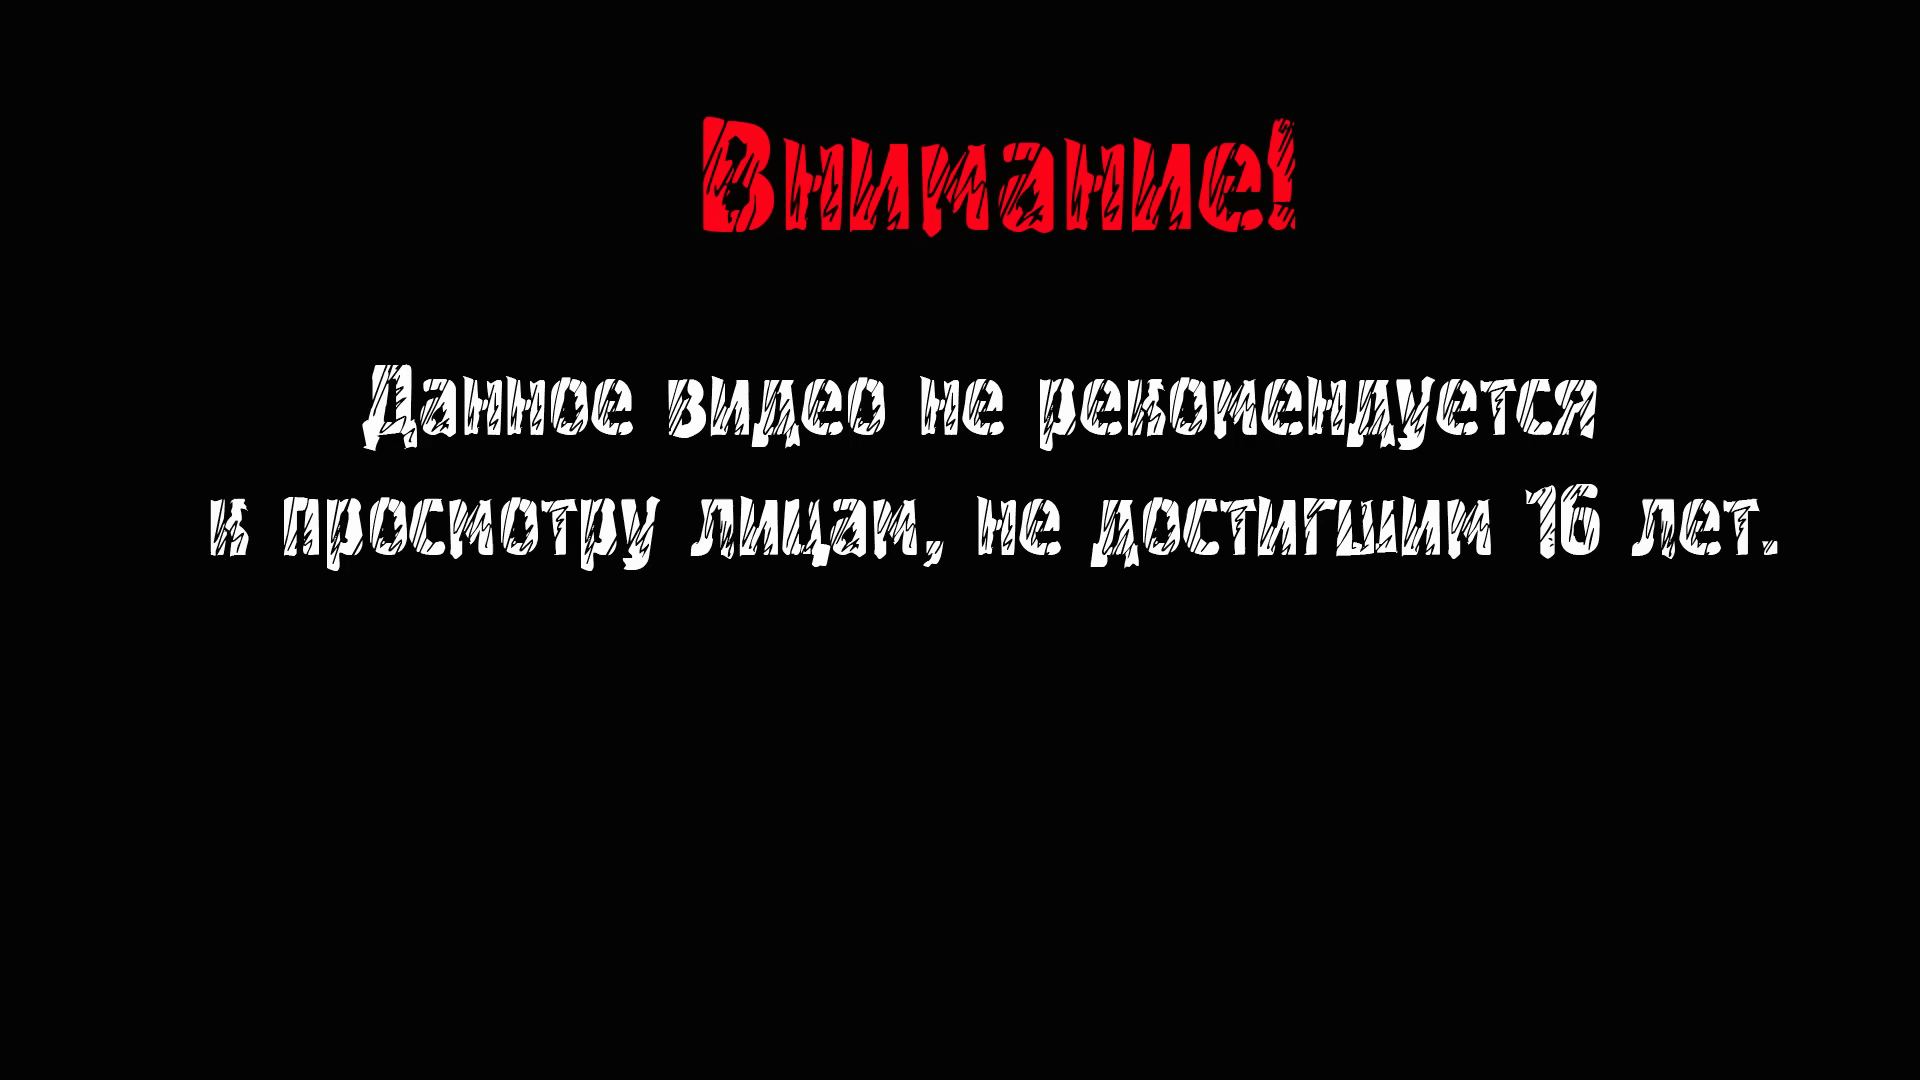 Внимание!
Данное видео не рекомендуется
к просмотру лицам, не достигшим 16 лет.